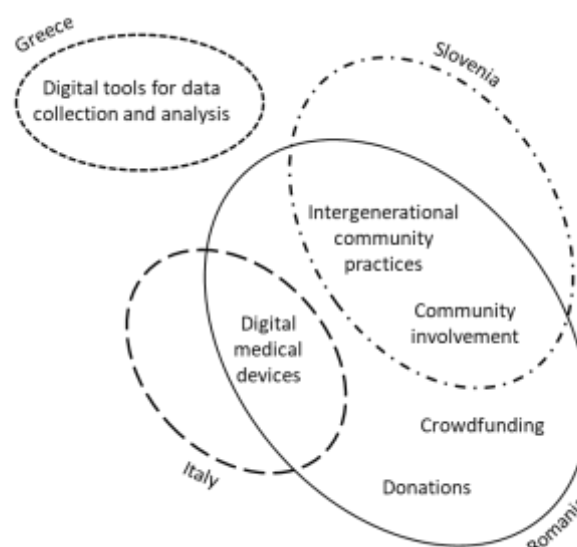 Greece
Digital tools for data
collection and analysis
Slovenia
Intergenerational
community
practices
Community
involvement
Digital
medical
devices
Crowdfunding
Donations
Italy
Romania